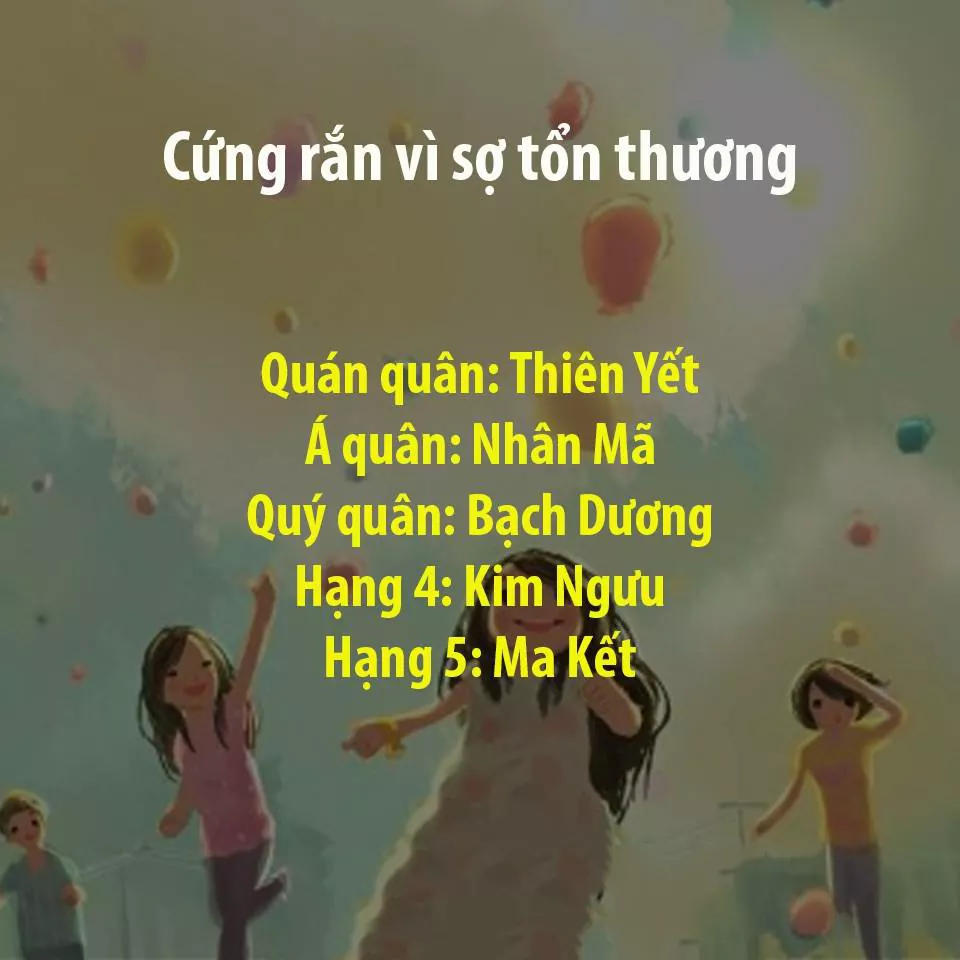 Cứng rắn vì sợ tổn thương
Quán quân: Thiên Yết
Á quân: Nhân Mã
Quý quân: Bạch Dương
Hạng 4: Kim Ngưu
Hạng 5: Ma Kết